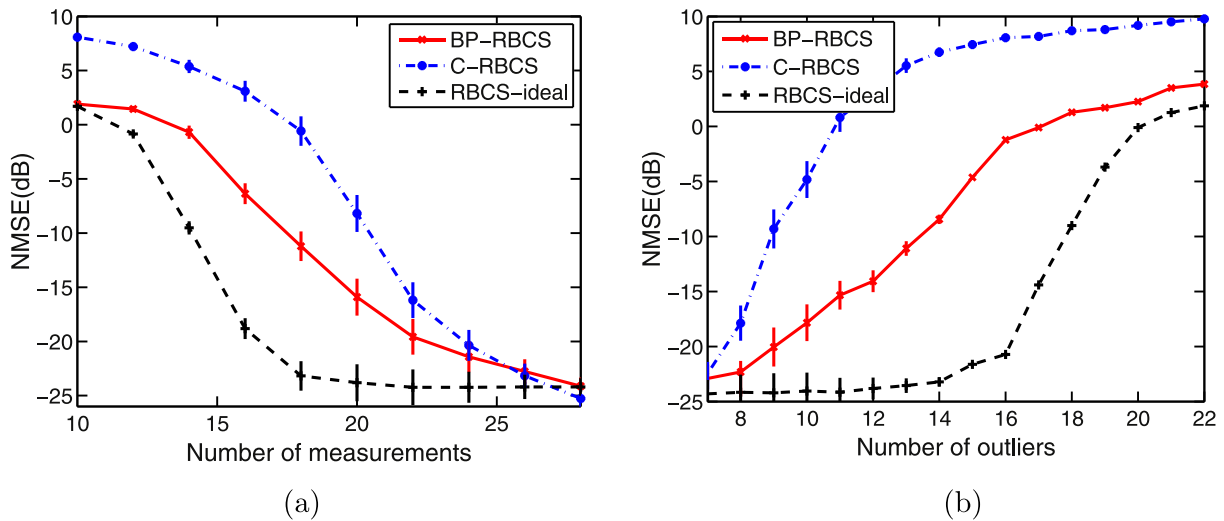 10
5
0
−5
−10
−15
−20
−25
NMSE(dB)
BP−RBCS
C−RBCS
RBCS−ideal
10 15 20 25
Number of measurements
(a)
10
5
0
−5
−10
−15
−20
−25
NMSE(dB)
BP−RBCS
C−RBCS
RBCS−ideal
8 10 12 14 16 18 20 22
Number of outliers
(b)